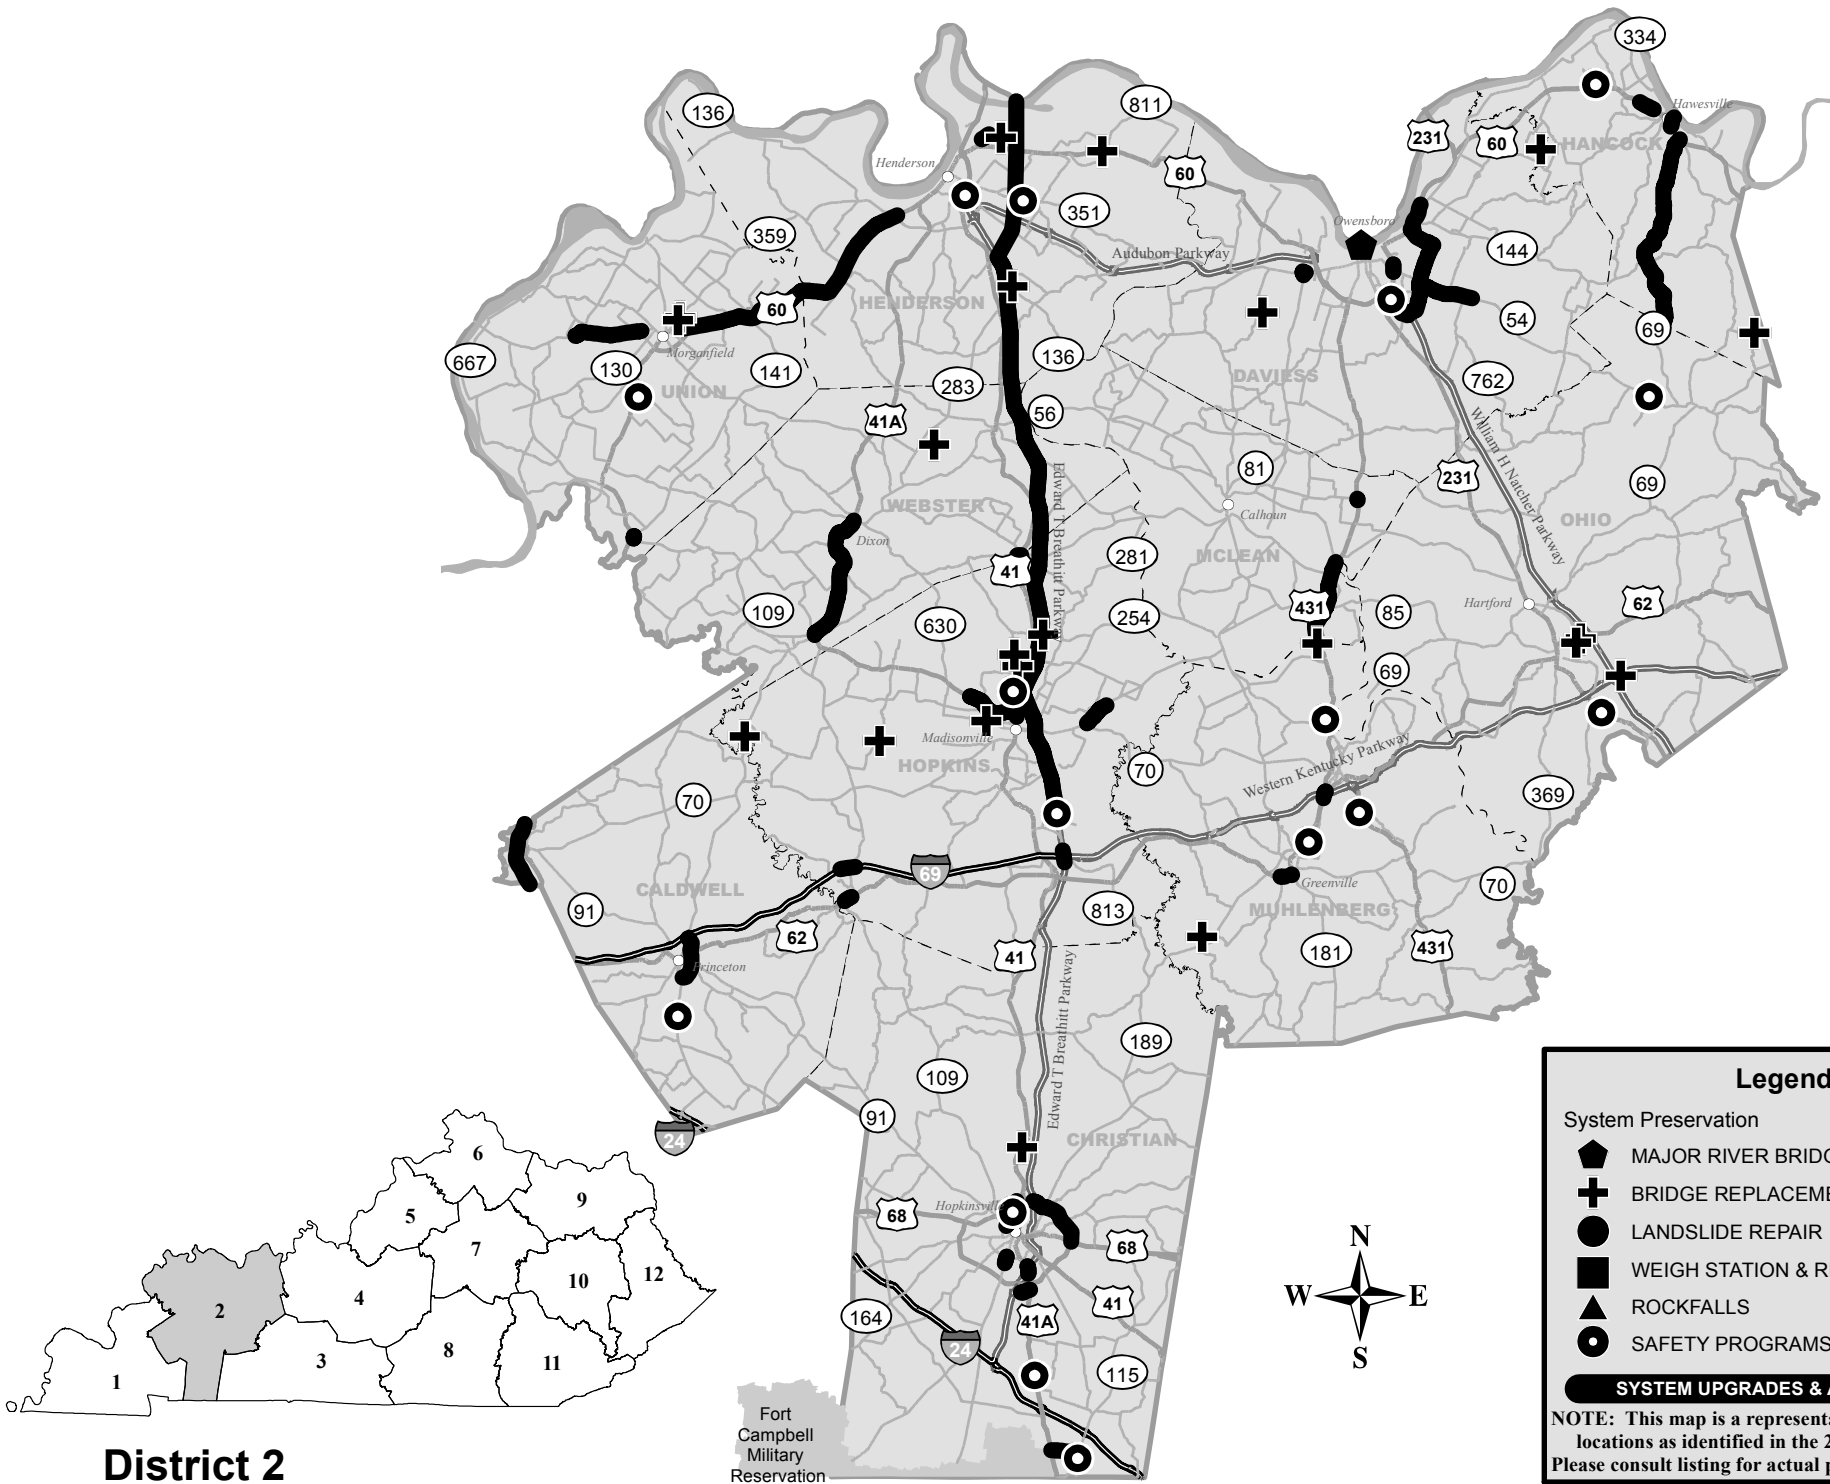 334
136
811
Hawesville
231
60
HANCOCK
Henderson
60
351
Owensboro
359
144
Audubon Parkway
HENDERSON
60
54
69
667
Morganfield
136
130
141
283
DAVIESS
762
UNION
41A
56
William H Natcher Parkway
81
231
69
Edward T Breathitt Parkway
WEBSTER
Calhoun
OHIO
Dixon
281
MCLEAN
41
109
630
254
431
85
Hartford
62
69
Madisonville
HOPKINS
70
Western Kentucky Parkway
70
369
69
CALDWELL
Greenville
70
91
813
MUHLENBERG
62
41
181
431
Princeton
Edward T Breathitt Parkway
189
109
91
24
CHRISTIAN
68
Hopkinsville
68
164
41A
41
24
115
Fort
Campbell
Military
Reservation
6
9
5
7
10
12
4
2
3
8
11
1
District 2
N
W
E
S
Legend
System Preservation
MAJOR RIVER BRIDG
BRIDGE REPLACEME
LANDSLIDE REPAIR
WEIGH STATION & R
ROCKFALLS
SAFETY PROGRAMS
SYSTEM UPGRADES &
NOTE: This map is a representa
locations as identified in the 2
Please consult listing for actual